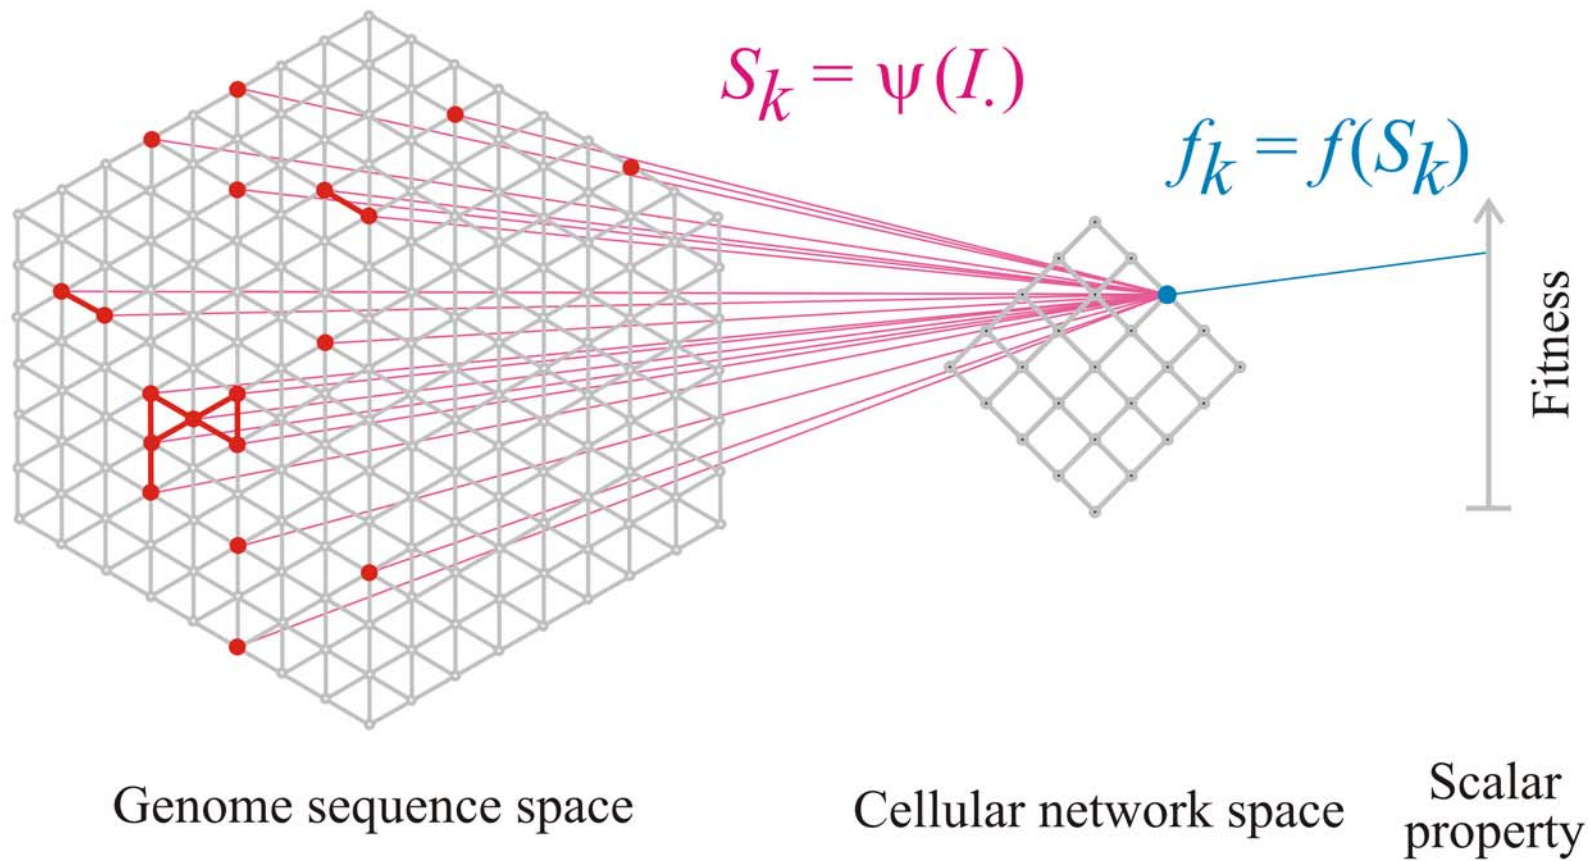 S_k = ψ(I.)
f_k = f(S_k)
Fitness
Genome sequence space
Cellular network space
Scalar
property